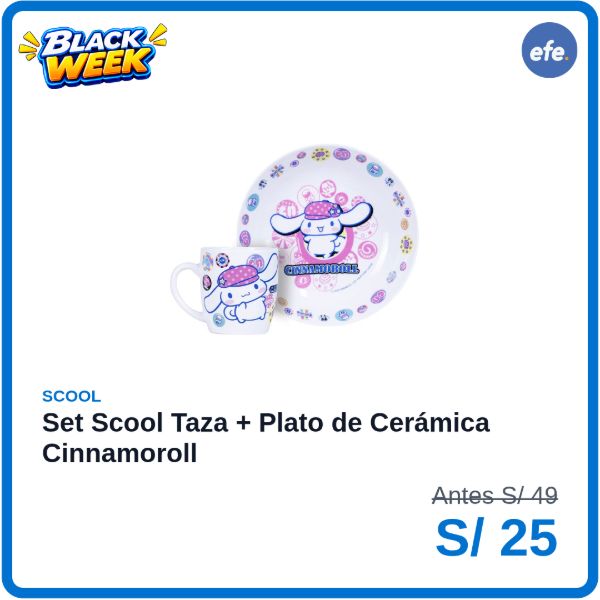 BLACK
WEEK
efe.
CINNAMOROLL
SCOOL
Set Scool Taza + Plato de Cerámica
Cinnamoroll
Antes S/ 49
S/ 25